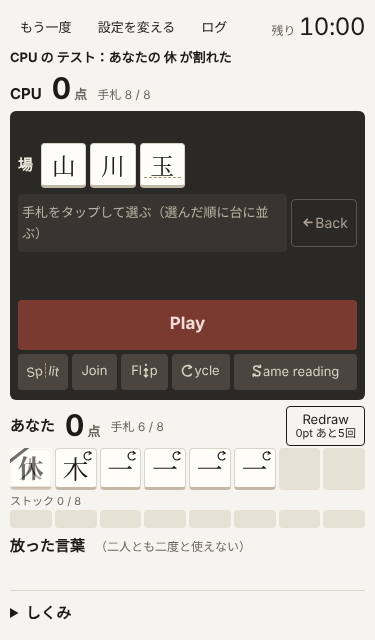 もう一度 設定を変える ログ 残り 10:00
CPU の テスト：あなたの 休 が割れた
CPU 0 点 手札 8 / 8
場 山 川 玉
手札をタップして選ぶ（選んだ順に台に並ぶ）
←Back
Play
Split Join Flip Cycle Same reading
あなた 0 点 手札 6 / 8
Redraw
0pt あと5回
休 木 一 一 一 一
ストック 0 / 8
放った言葉 （二人とも二度と使えない）
▶ しくみ